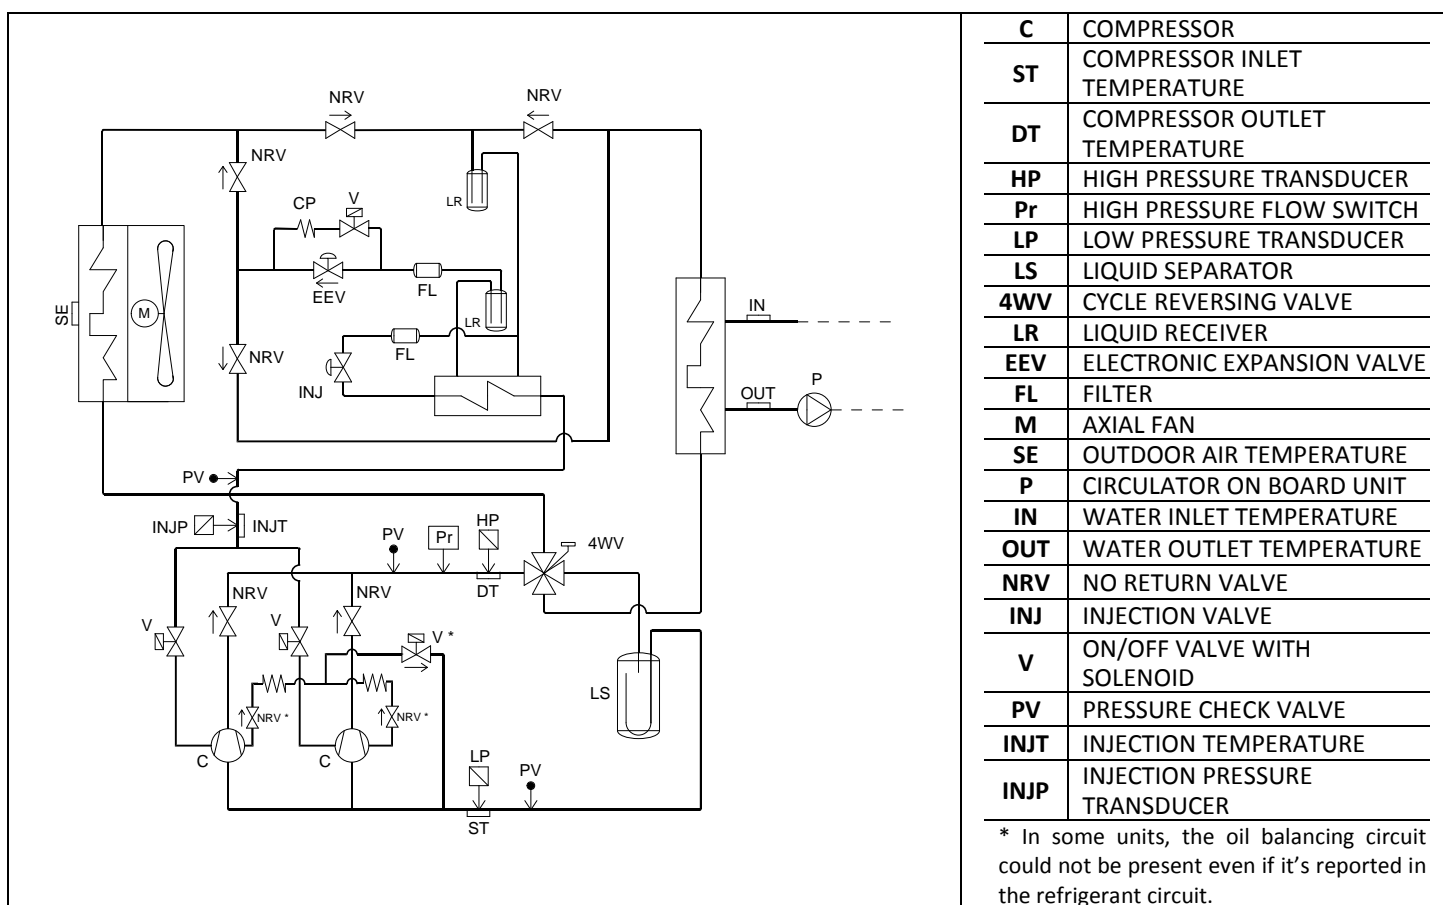 NRV
NRV
NRV
LR
CP
V
EEV
FL
LR
SE
M
NRV
FL
INJ
IN
OUT
P
PV
INJP
INJT
PV
Pr
HP
4WV
DT
NRV
NRV
V
V
V *
LS
NRV *
NRV *
C
C
LP
PV
ST
C COMPRESSOR
ST COMPRESSOR INLET
TEMPERATURE
DT COMPRESSOR OUTLET
TEMPERATURE
HP HIGH PRESSURE TRANSDUCER
Pr HIGH PRESSURE FLOW SWITCH
LP LOW PRESSURE TRANSDUCER
LS LIQUID SEPARATOR
4WV CYCLE REVERSING VALVE
LR LIQUID RECEIVER
EEV ELECTRONIC EXPANSION VALVE
FL FILTER
M AXIAL FAN
SE OUTDOOR AIR TEMPERATURE
P CIRCULATOR ON BOARD UNIT
IN WATER INLET TEMPERATURE
OUT WATER OUTLET TEMPERATURE
NRV NO RETURN VALVE
INJ INJECTION VALVE
V ON/OFF VALVE WITH
SOLENOID
PV PRESSURE CHECK VALVE
INJT INJECTION TEMPERATURE
INJP INJECTION PRESSURE
TRANSDUCER
* In some units, the oil balancing circuit
could not be present even if it's reported in
the refrigerant circuit.